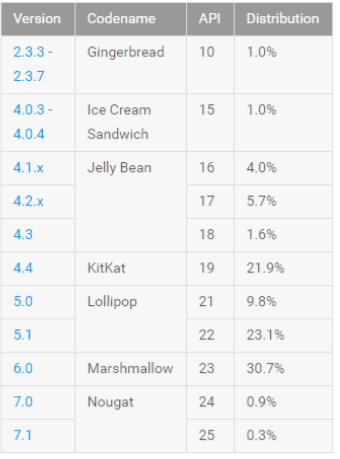 Version Codename API Distribution
2.3.3 - Gingerbread 10 1.0%
2.3.7
4.0.3 - Ice Cream 15 1.0%
4.0.4 Sandwich
4.1.x Jelly Bean 16 4.0%
4.2.x 17 5.7%
4.3 18 1.6%
4.4 KitKat 19 21.9%
5.0 Lollipop 21 9.8%
5.1 22 23.1%
6.0 Marshmallow 23 30.7%
7.0 Nougat 24 0.9%
7.1 25 0.3%